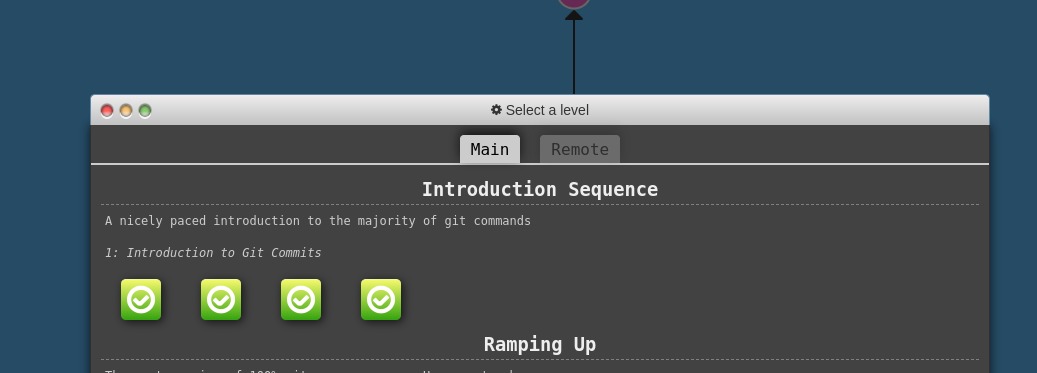 Select a level
Main Remote
Introduction Sequence
A nicely paced introduction to the majority of git commands
1: Introduction to Git Commits
Ramping Up